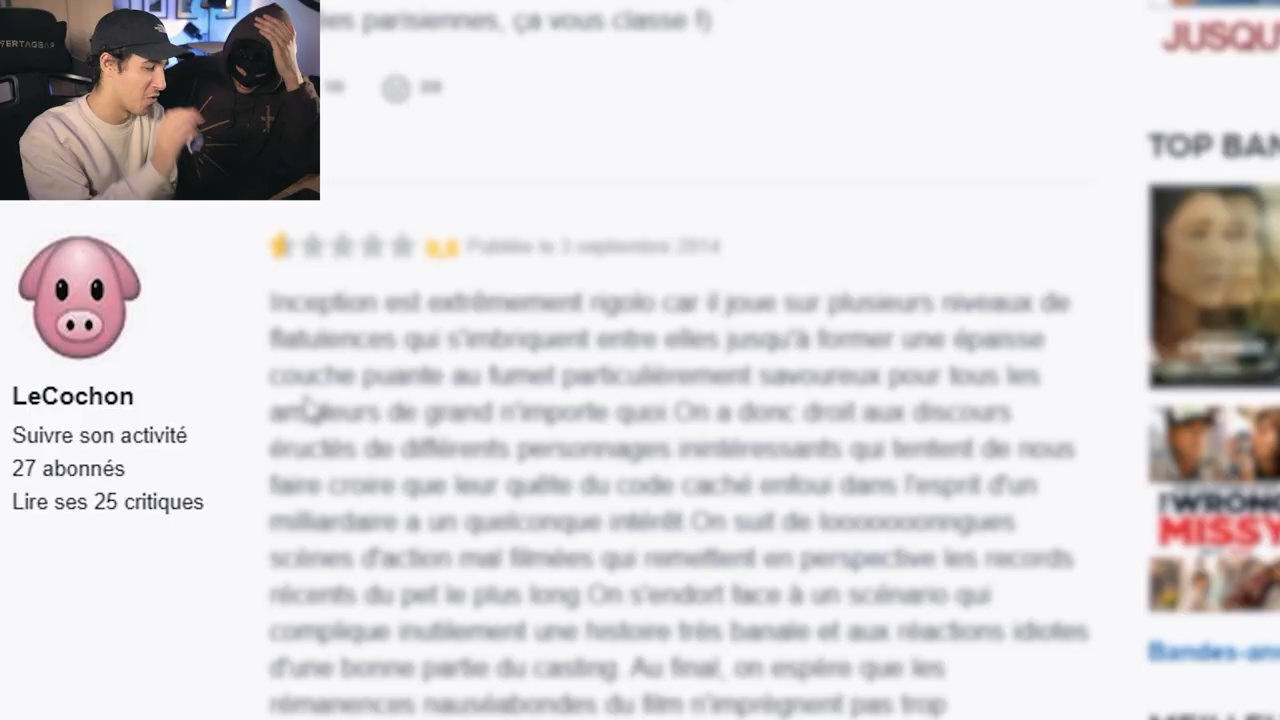 VERTAGEAR
les parisiennes, ça vous classe !)
JUSQU'
TOP BAN
0,5 Publiée le 3 septembre 2014
Inception est extrêmement rigolo car il joue sur plusieurs niveaux de
flatulences qui s'imbriquent entre elles jusqu'à former une épaisse
couche puante au fumet particulièrement savoureux pour tous les
amateurs de grand n'importe quoi.On a donc droit aux discours
éructés de différents personnages inintéressants qui tentent de nous
faire croire que leur quête du code caché enfoui dans l'esprit d'un
milliardaire a un quelconque intérêt.On suit de looooooonngues
scènes d'action mal filmées qui remettent en perspective les records
récents du pet le plus long.On s'endort face à un scénario qui
complique inutilement une histoire très banale et aux réactions idiotes
d'une bonne partie du casting. Au final, on espère que les
rémanences nauséabondes du film n'imprègnent pas trop
LeCochon
Suivre son activité
27 abonnés
Lire ses 25 critiques
WRONG
MISSY
Bandes-an